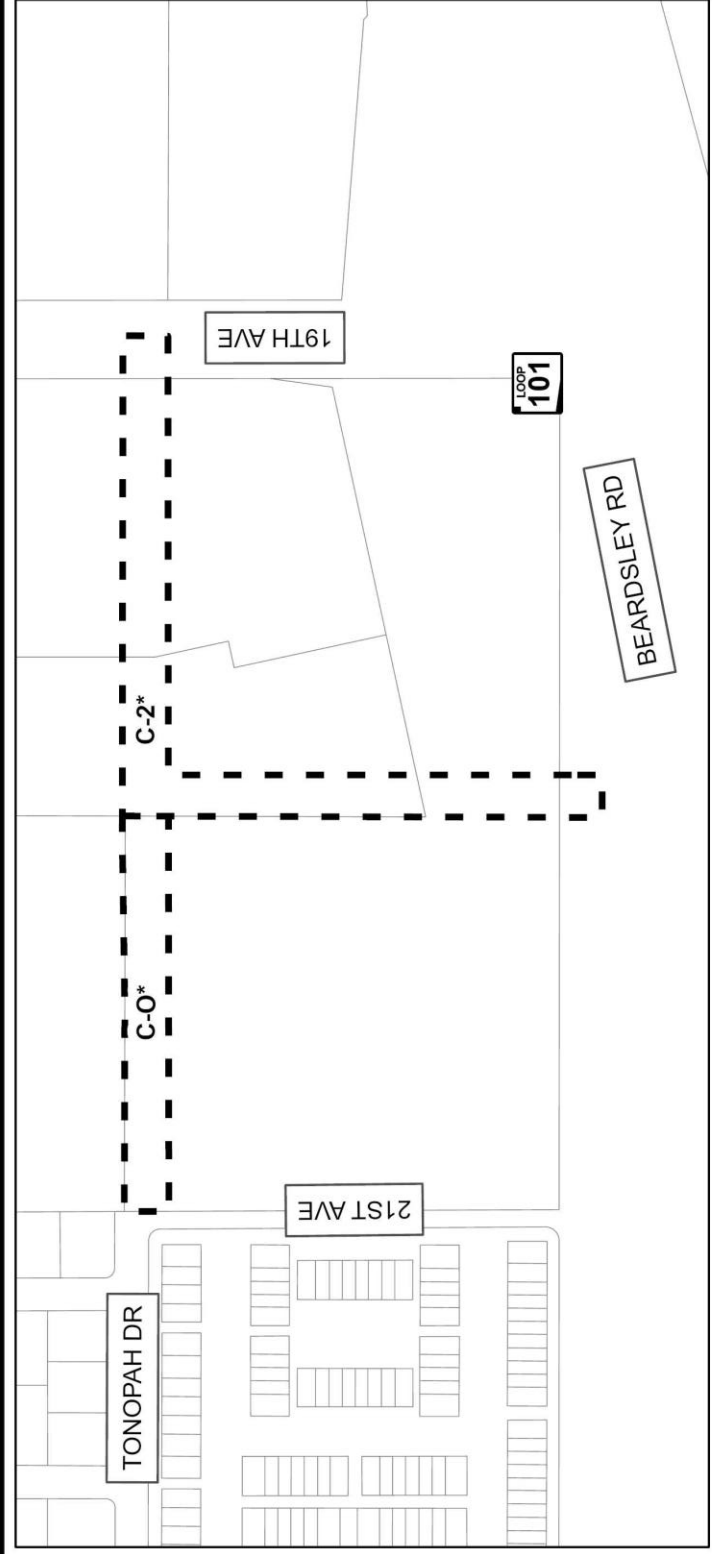 TONOPAH DR
C-O*
C-2*
21ST AVE
19TH AVE
LOOP
101
BEARDSLEY RD